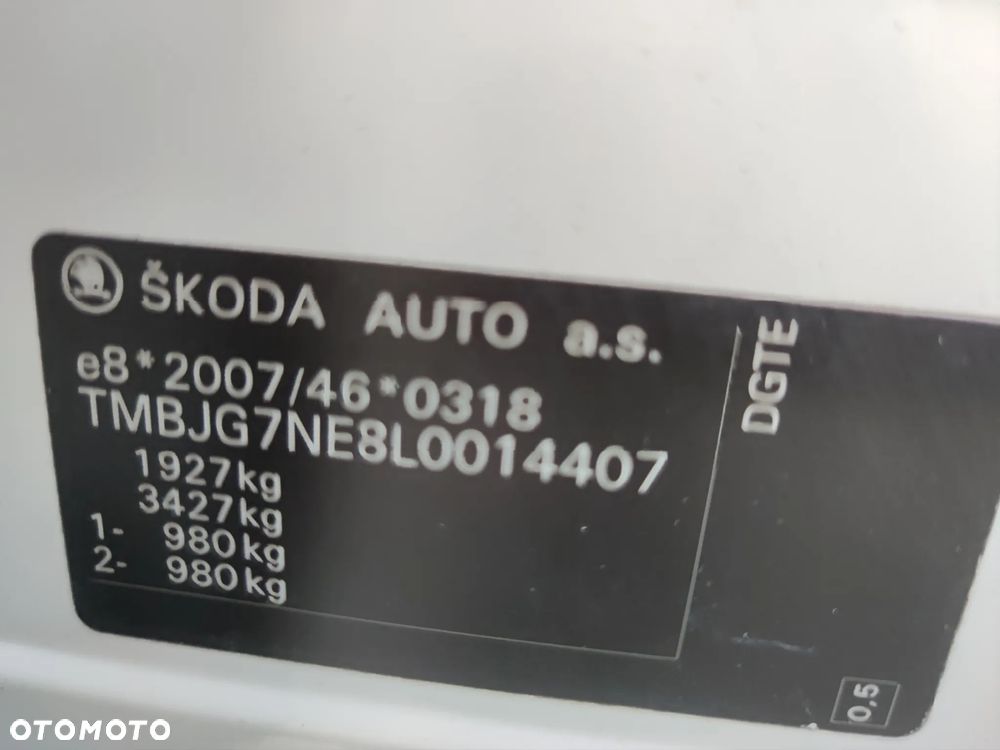 ŠKODA AUTO a.s.
e8*2007/46*0318
TMBJG7NE8L0014407
1927kg
3427kg
1- 980kg
2- 980kg
DGTE
0,5
OTOMOTO